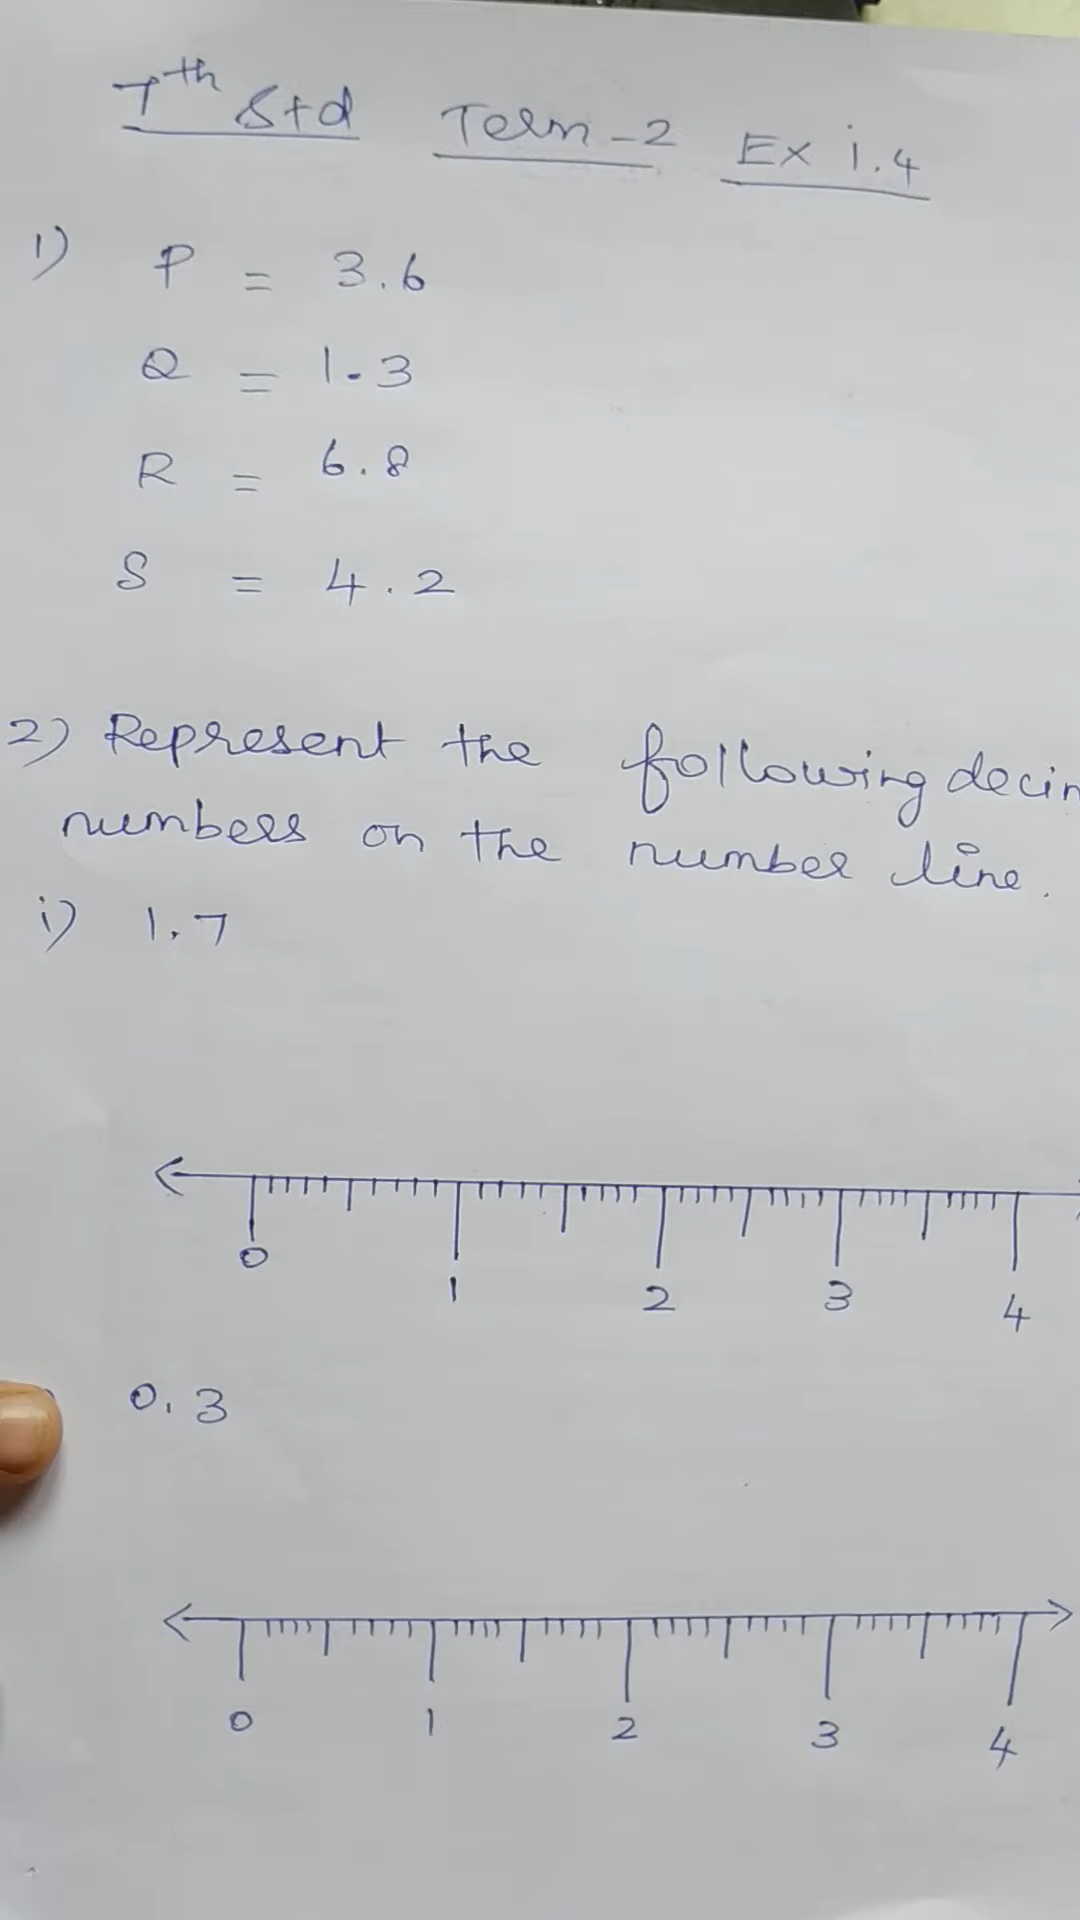 7th Std Term-2 Ex 1.4
1) P = 3.6
Q = 1.3
R = 6.8
S = 4.2
2) Represent the following
numbers on the number line.
i) 1.7
0 1 2 3 4
0.3
0 1 2 3 4